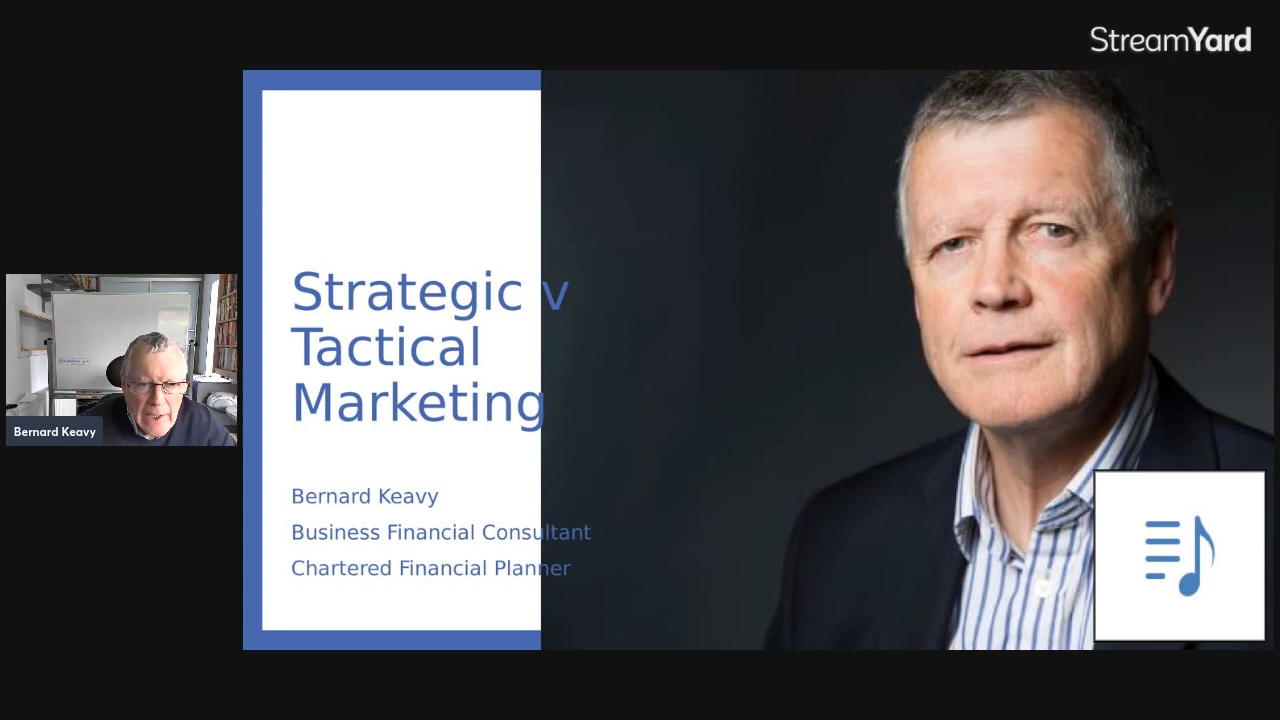 StreamYard
Strategic v
Tactical
Marketing
Bernard Keavy
Business Financial Consultant
Chartered Financial Planner
Bernard Keavy